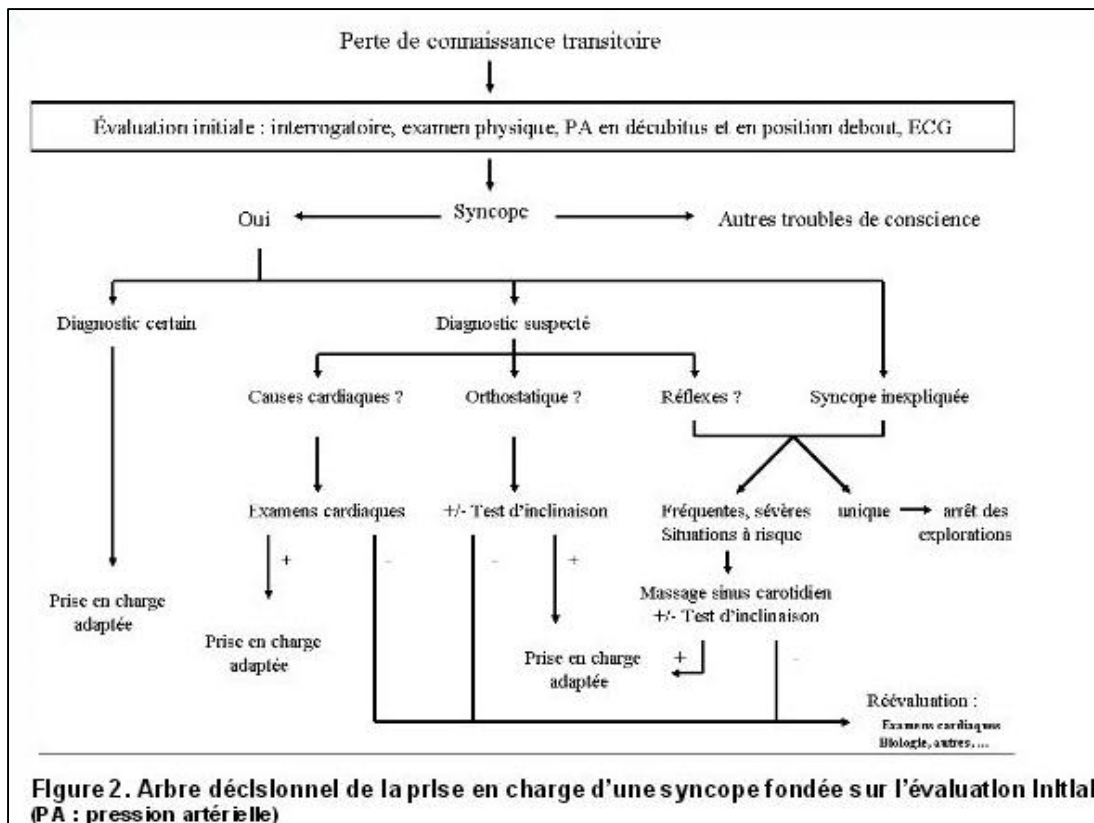 Perte de connaissance transitoire
Évaluation initiale : interrogatoire, examen physique, PA en décubitus et en position debout, ECG
Oui
Syncope
Autres troubles de conscience
Diagnostic certain
Diagnostic suspecté
Causes cardiaques ?
Orthostatique ?
Réflexes ?
Syncope inexpliquée
Examens cardiaques
+/- Test d'inclinaison
Fréquentes, sévères
Situations à risque
unique
arrêt des
explorations
+
-
-
+
Massage sinus carotidien
+/- Test d'inclinaison
Prise en charge
adaptée
Prise en charge
adaptée
Prise en charge
adaptée
+
-
Réévaluation :
Examens cardiaques
Biologie, autres, ...
Figure 2. Arbre décisionnel de la prise en charge d'une syncope fondée sur l'évaluation initial
(PA : pression artérielle)